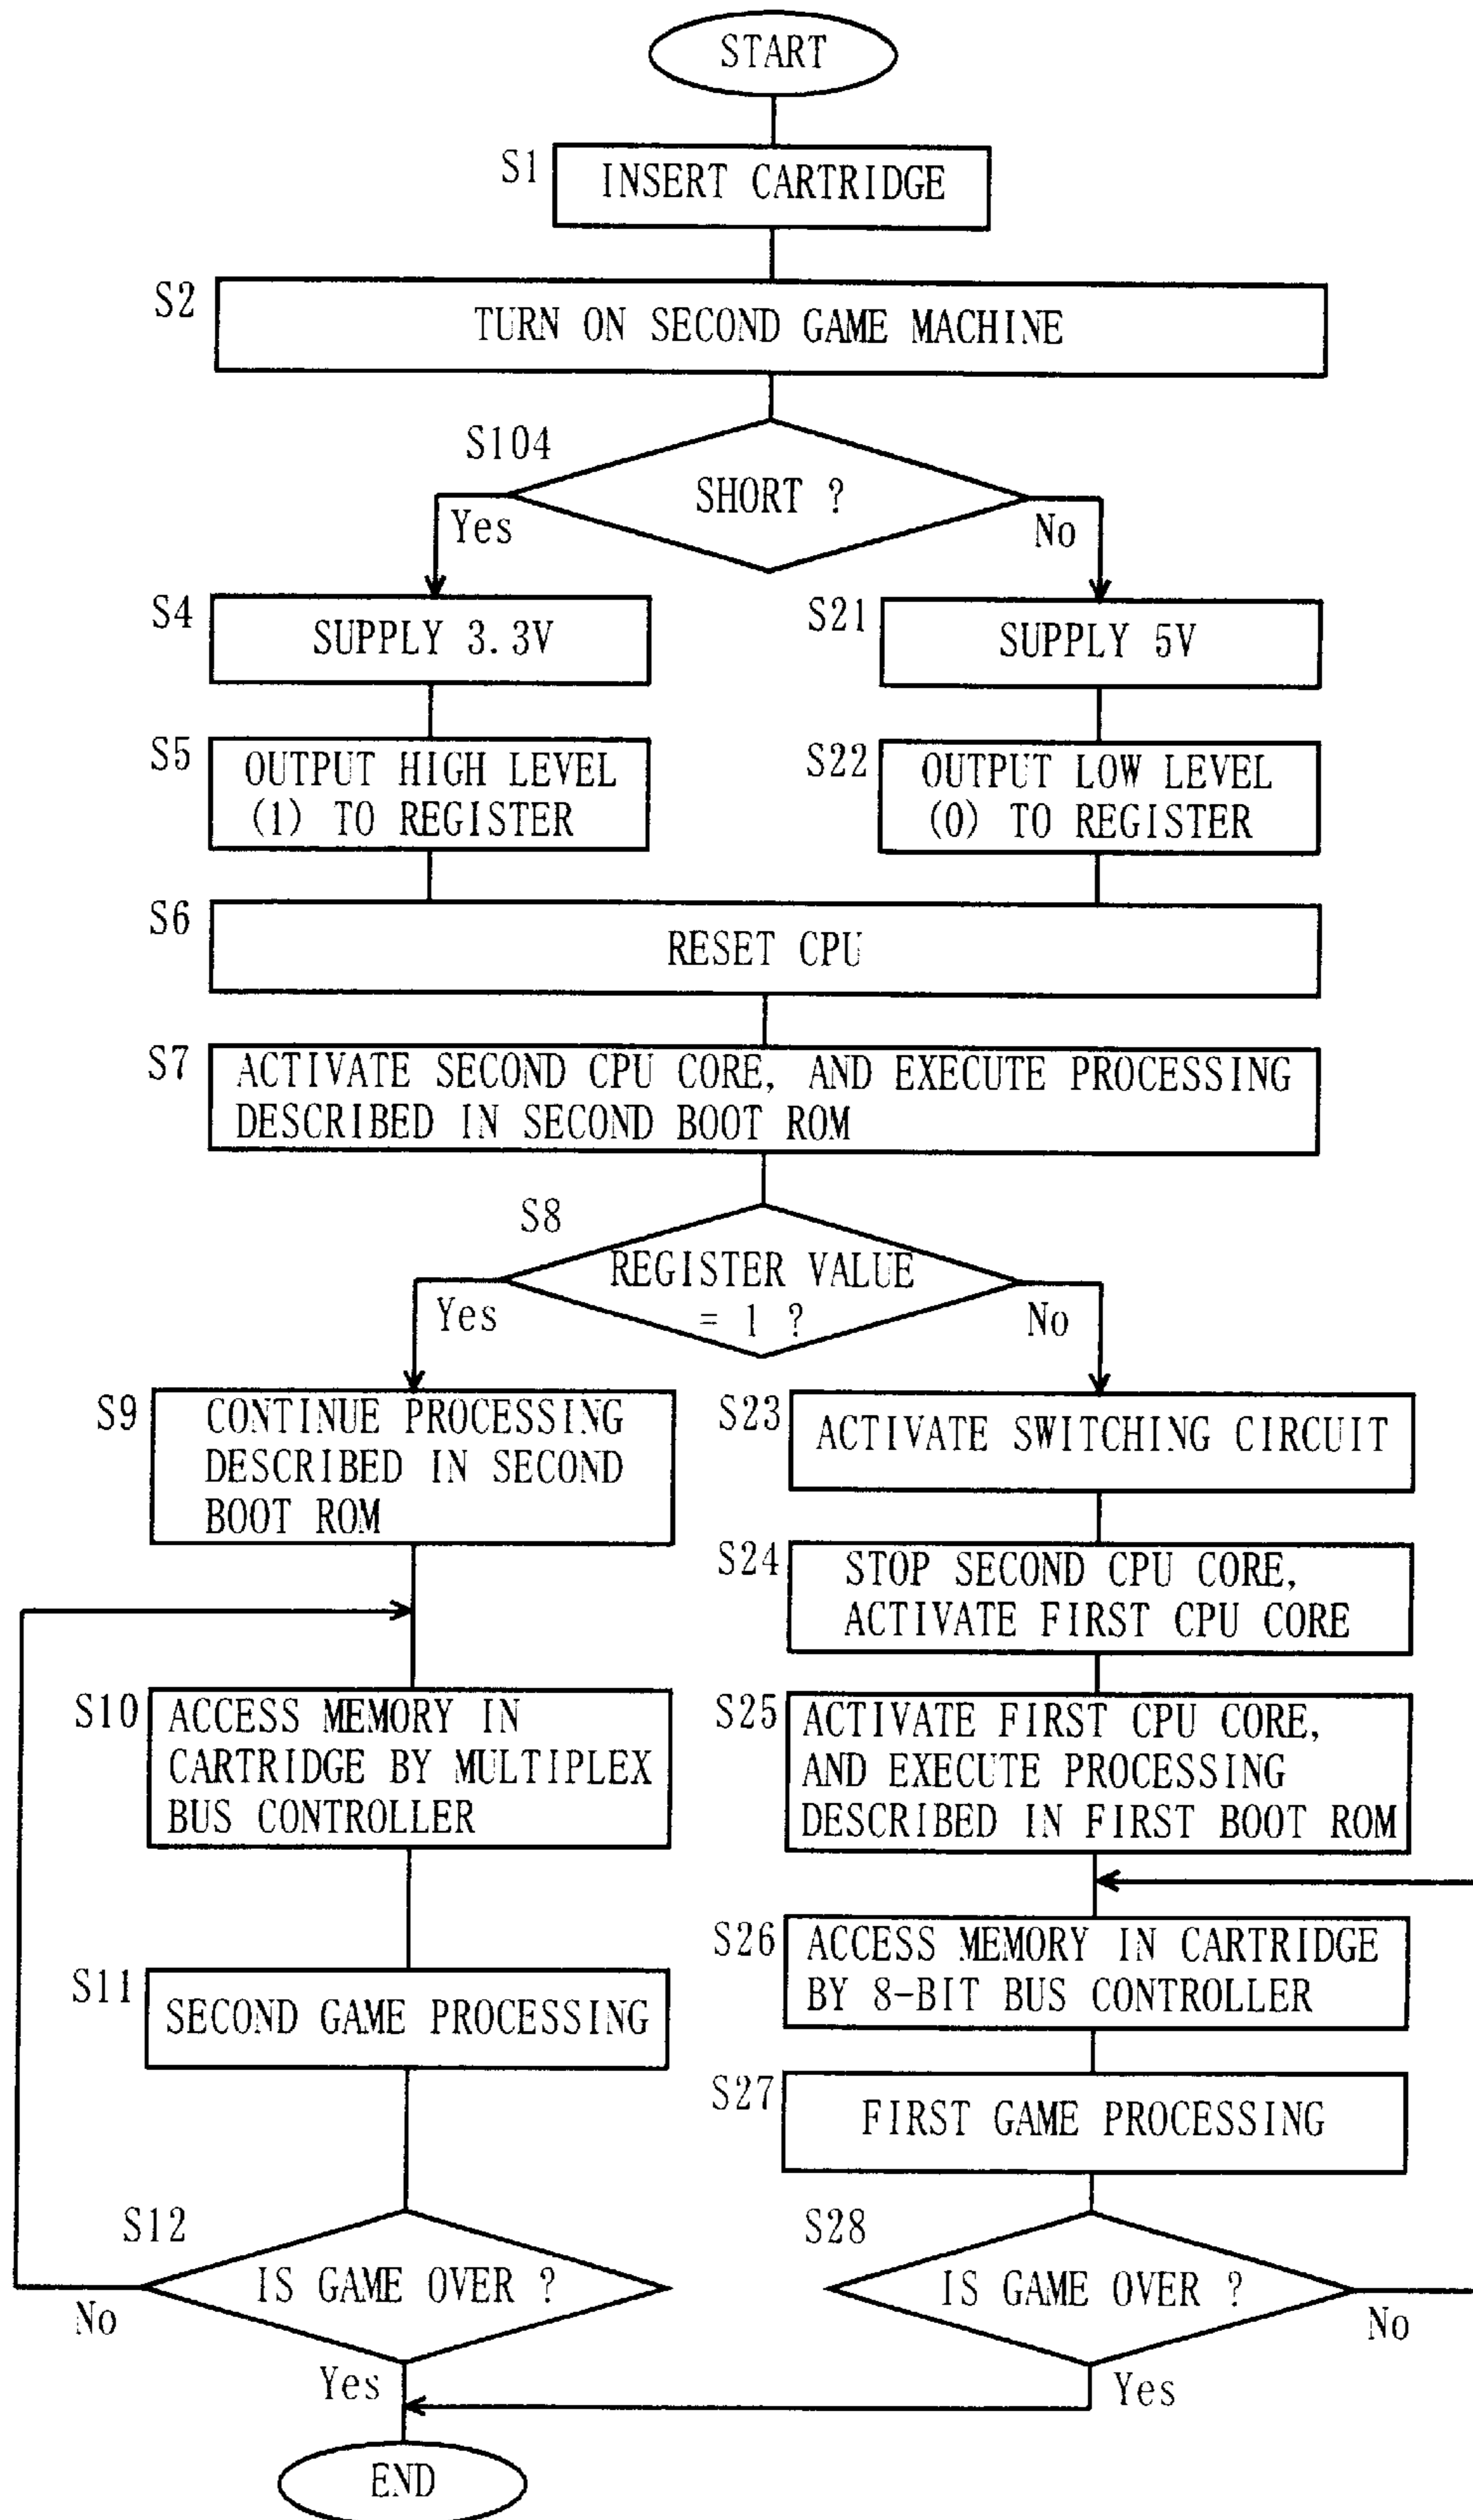 START
S1
INSERT CARTRIDGE
S2
TURN ON SECOND GAME MACHINE
S104
SHORT ?
Yes
No
S4
SUPPLY 3.3V
S21
SUPPLY 5V
S5
OUTPUT HIGH LEVEL
(1) TO REGISTER
S22
OUTPUT LOW LEVEL
(0) TO REGISTER
S6
RESET CPU
S7
ACTIVATE SECOND CPU CORE, AND EXECUTE PROCESSING
DESCRIBED IN SECOND BOOT ROM
S8
REGISTER VALUE
= 1 ?
Yes
No
S9
CONTINUE PROCESSING
DESCRIBED IN SECOND
BOOT ROM
S23
ACTIVATE SWITCHING CIRCUIT
S24
STOP SECOND CPU CORE,
ACTIVATE FIRST CPU CORE
S10
ACCESS MEMORY IN
CARTRIDGE BY MULTIPLEX
BUS CONTROLLER
S25
ACTIVATE FIRST CPU CORE,
AND EXECUTE PROCESSING
DESCRIBED IN FIRST BOOT ROM
S26
ACCESS MEMORY IN CARTRIDGE
BY 8-BIT BUS CONTROLLER
S11
SECOND GAME PROCESSING
S27
FIRST GAME PROCESSING
S12
IS GAME OVER ?
No
Yes
S28
IS GAME OVER ?
No
Yes
END